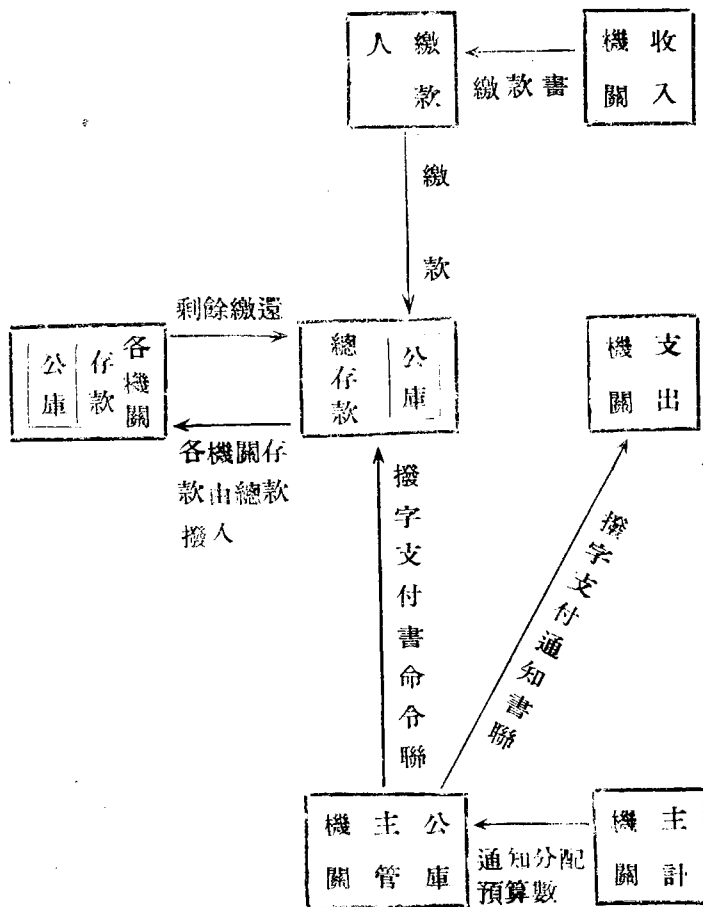 收入
機關
繳款書
繳款
人
繳款
剩餘繳還
各機關
存款
公庫
公庫
總存款
支出
機關
各機關存
款由總款
撥入
撥字支付書命令聯
撥字支付通知書聯
公庫
主管
機關
通知分配
預算數
主計
機關